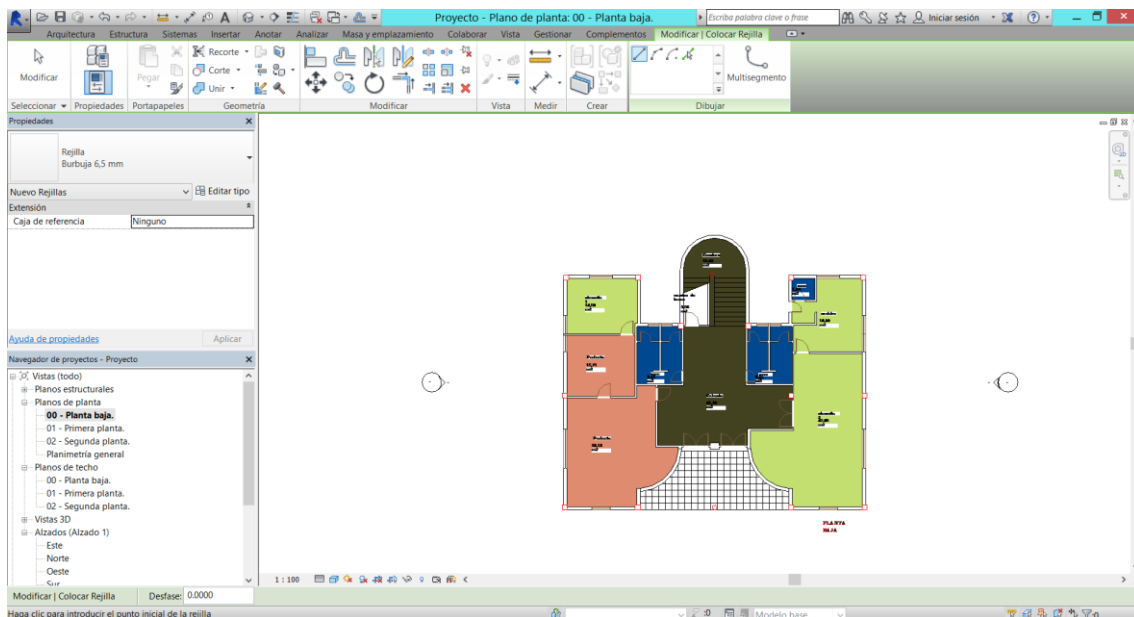 Proyecto - Plano de planta: 00 - Planta baja.
Escriba palabra clave o frase
Iniciar sesión
Arquitectura Estructura Sistemas Insertar Anotar Analizar Masa y emplazamiento Colaborar Vista Gestionar Complementos Modificar | Colocar Rejilla
Modificar
Pegar
Recorte
Corte
Unir
Multisegmento
Seleccionar Propiedades Portapapeles Geometría Modificar Vista Medir Crear Dibujar
Propiedades
Rejilla
Burbuja 6,5 mm
Nuevo Rejillas
Editar tipo
Extensión
Caja de referencia Ninguno
Ayuda de propiedades
Aplicar
Navegador de proyectos - Proyecto
Vistas (todo)
Planos estructurales
Planos de planta
00 - Planta baja.
01 - Primera planta.
02 - Segunda planta.
Planimetría general
Planos de techo
00 - Planta baja.
01 - Primera planta.
02 - Segunda planta.
Vistas 3D
Alzados (Alzado 1)
Este
Norte
Oeste
Sur
PLANTA
BAJA
1 : 100
Modificar | Colocar Rejilla Desfase: 0.0000
Haga clic para introducir el punto inicial de la rejilla
:0
Modelo base
:0